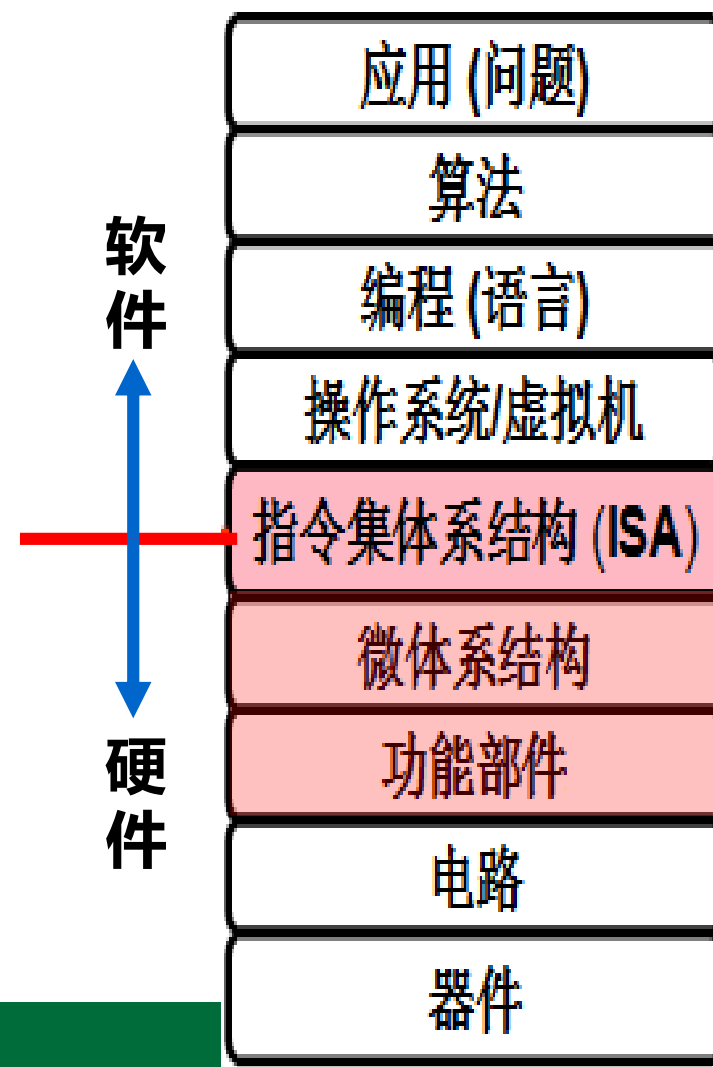 应用 (问题)
算法
编程 (语言)
操作系统/虚拟机
指令集体系结构 (ISA)
微体系结构
功能部件
电路
器件
软
件
硬
件